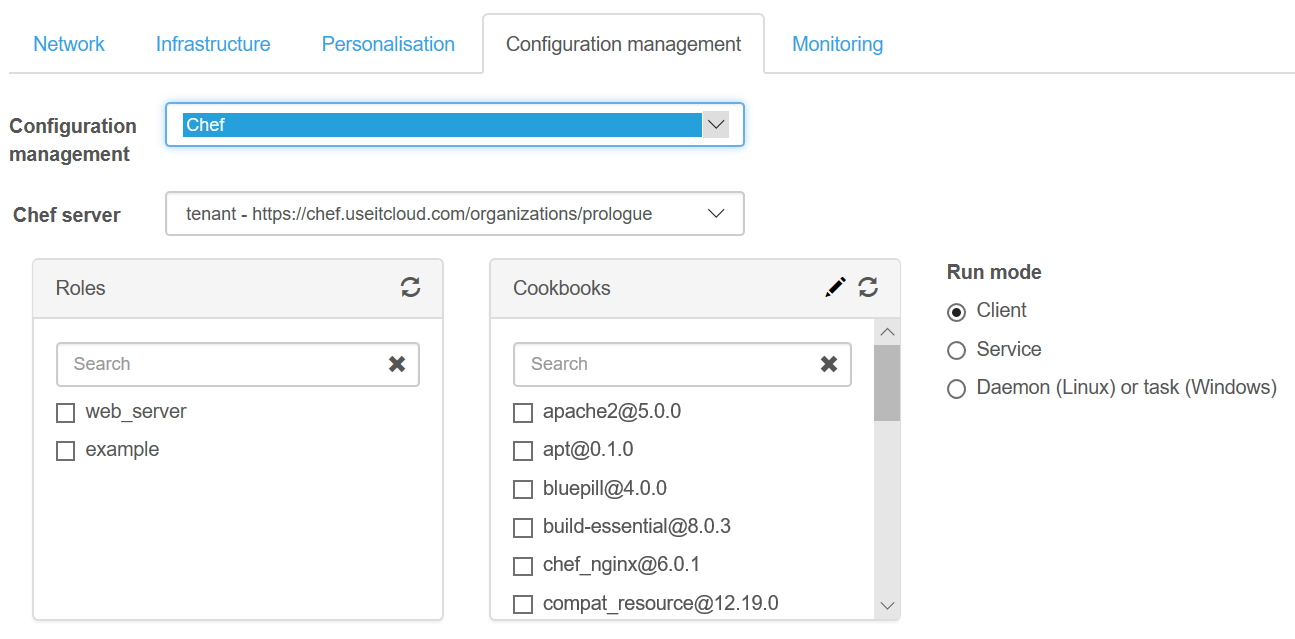 Network Infrastructure Personalisation Configuration management Monitoring
Configuration
management
Chef
Chef server
tenant - https://chef.useitcloud.com/organizations/prologue
Roles
Search
web_server
example
Cookbooks
Search
apache2@5.0.0
apt@0.1.0
bluepill@4.0.0
build-essential@8.0.3
chef_nginx@6.0.1
compat_resource@12.19.0
Run mode
Client
Service
Daemon (Linux) or task (Windows)